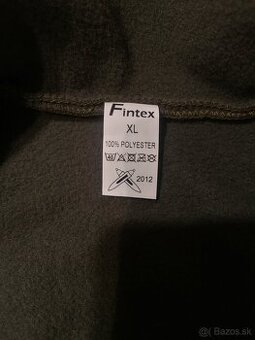 Fintex
XL
100% POLYESTER
2012
© Bazos.sk